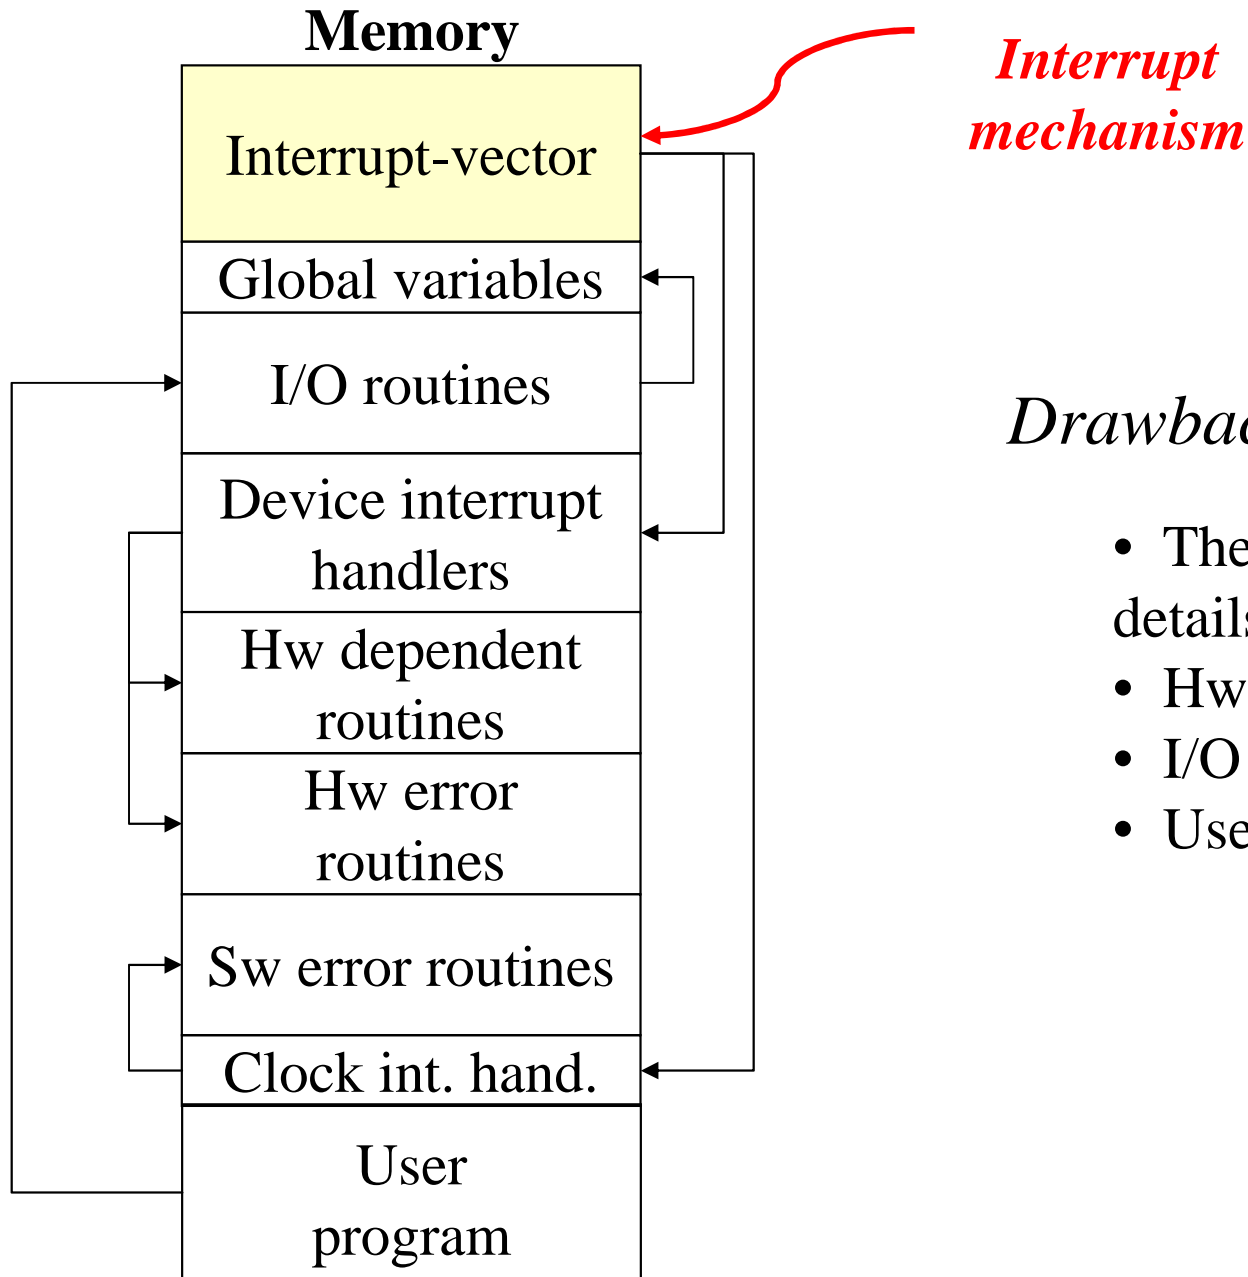 Memory
Interrupt
mechanism
Interrupt-vector
Global variables
I/O routines
Device interrupt
handlers
Hw dependent
routines
Hw error
routines
Sw error routines
Clock int. hand.
User
program
• The
• Hw
• I/O